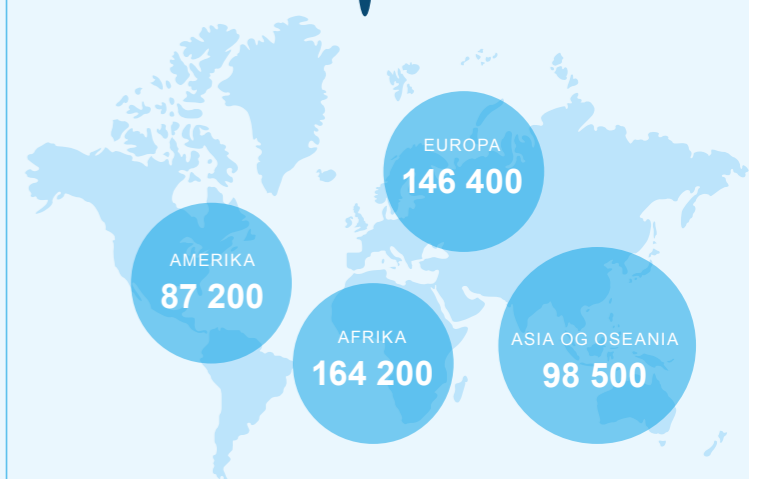 EUROPA
146 400
AMERIKA
87 200
AFRIKA
164 200
ASIA OG OSEANIA
98 500